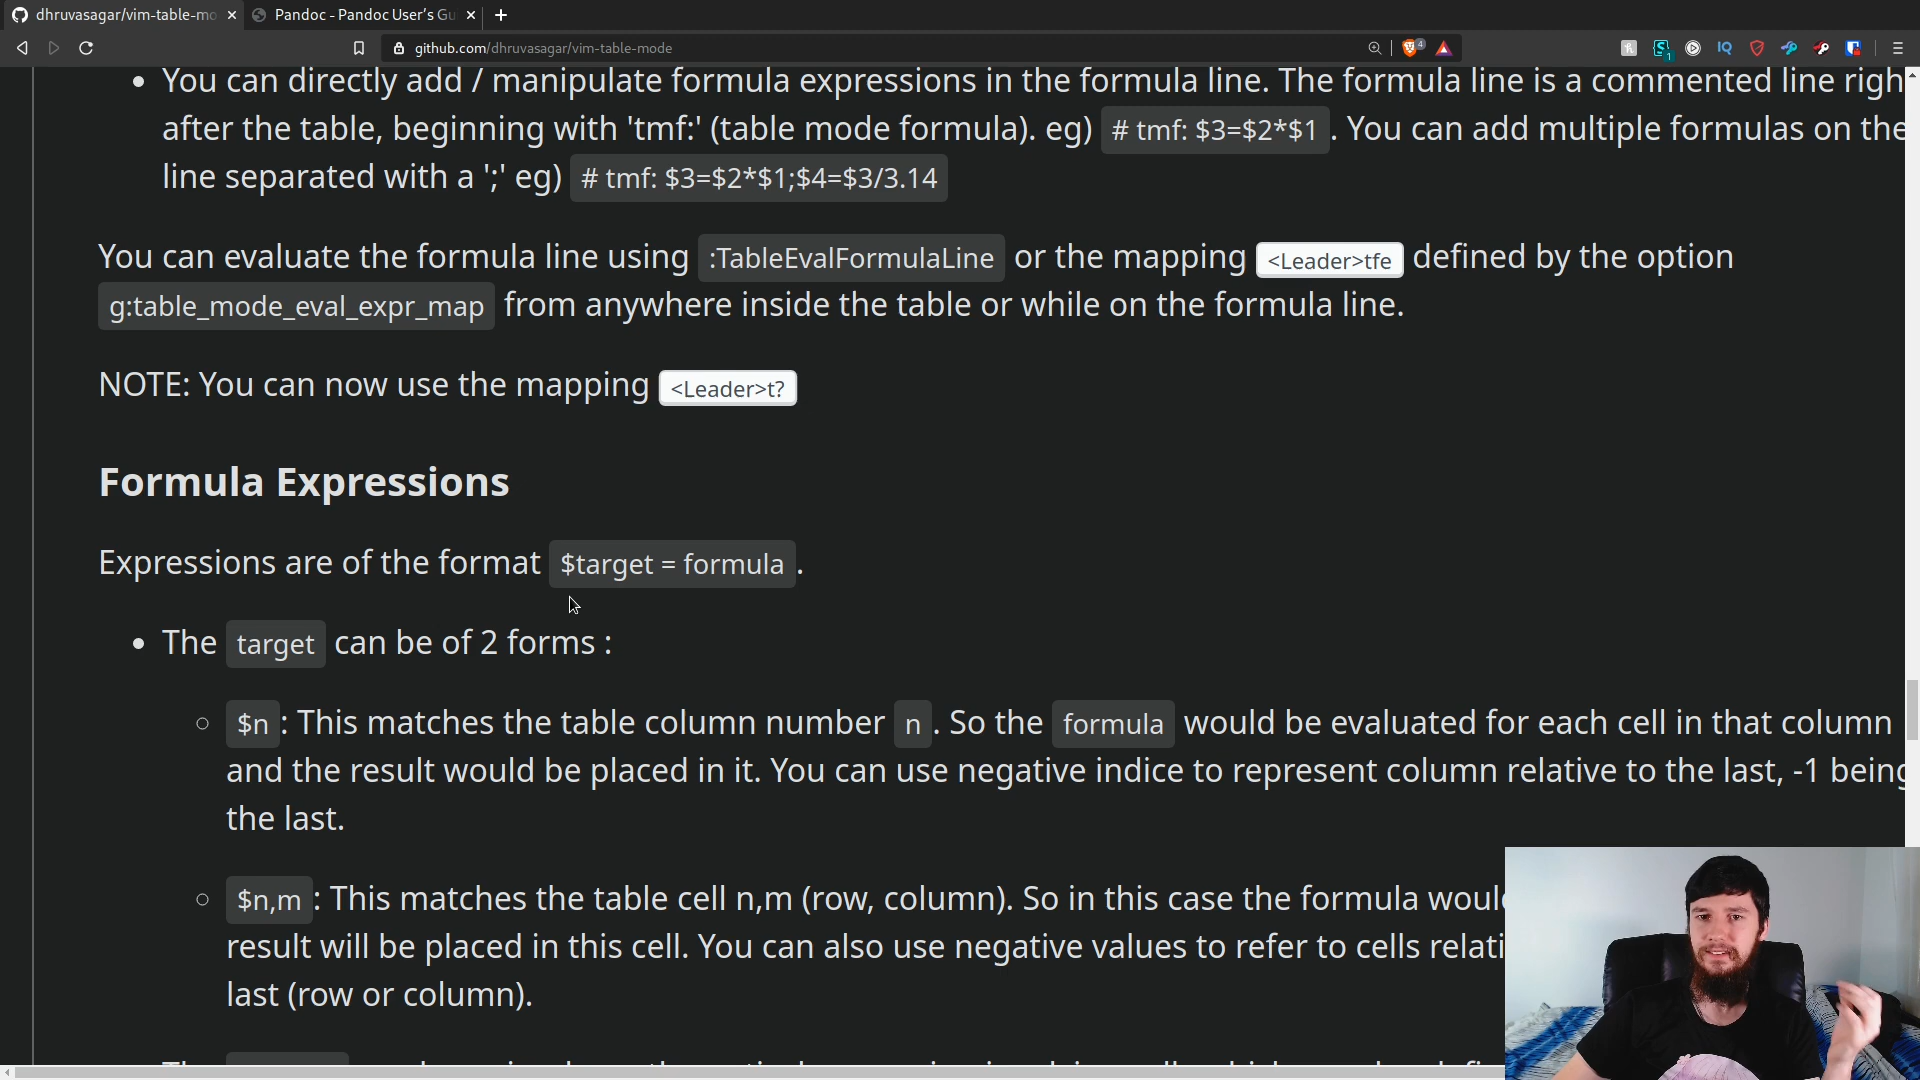 dhruvasagar/vim-table-mo
Pandoc - Pandoc User's Gu
github.com/dhruvasagar/vim-table-mode
4
1
IQ
You can directly add / manipulate formula expressions in the formula line. The formula line is a commented line righ
after the table, beginning with 'tmf:' (table mode formula). eg) # tmf: $3=$2*$1 . You can add multiple formulas on the
line separated with a ';' eg) # tmf: $3=$2*$1;$4=$3/3.14
You can evaluate the formula line using :TableEvalFormulaLine or the mapping <Leader>tfe defined by the option
g:table_mode_eval_expr_map from anywhere inside the table or while on the formula line.
NOTE: You can now use the mapping <Leader>t?
Formula Expressions
Expressions are of the format $target = formula .
The target can be of 2 forms :
$n : This matches the table column number n . So the formula would be evaluated for each cell in that column
and the result would be placed in it. You can use negative indice to represent column relative to the last, -1 being
the last.
$n,m : This matches the table cell n,m (row, column). So in this case the formula would
result will be placed in this cell. You can also use negative values to refer to cells relati
last (row or column).